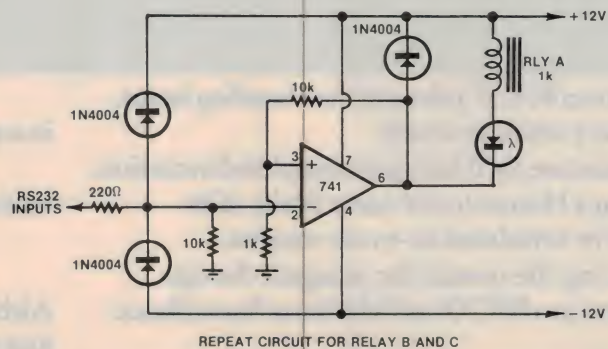 1N4004
+12V
RLY A
1k
1N4004
10k
3
+
7
741
6
λ
220Ω
RS232
INPUTS
−
2
4
10k
1k
1N4004
−12V
REPEAT CIRCUIT FOR RELAY B AND C